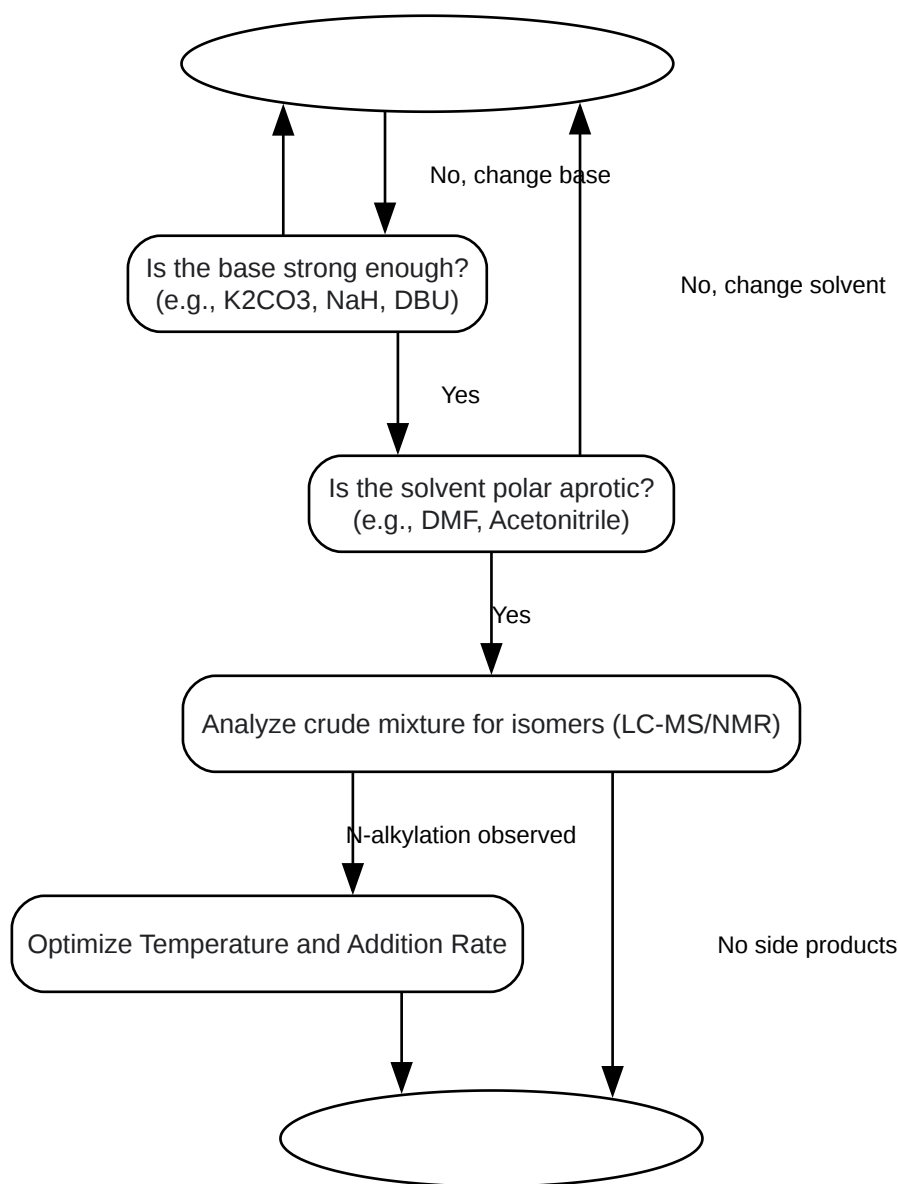 No, change base
Is the base strong enough?
(e.g., K2CO3, NaH, DBU)
No, change solvent
Yes
Is the solvent polar aprotic?
(e.g., DMF, Acetonitrile)
Yes
Analyze crude mixture for isomers (LC-MS/NMR)
N-alkylation observed
Optimize Temperature and Addition Rate
No side products